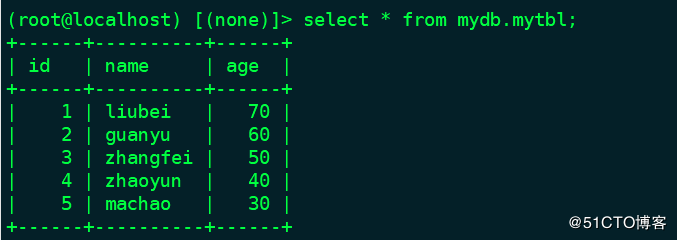 (root@localhost) [(none)]> select * from mydb.mytbl;
+------+----------+------+
| id   | name     | age  |
+------+----------+------+
|    1 | liubei   |   70 |
|    2 | guanyu   |   60 |
|    3 | zhangfei |   50 |
|    4 | zhaoyun  |   40 |
|    5 | machao   |   30 |
+------+----------+------+
@51CTO博客